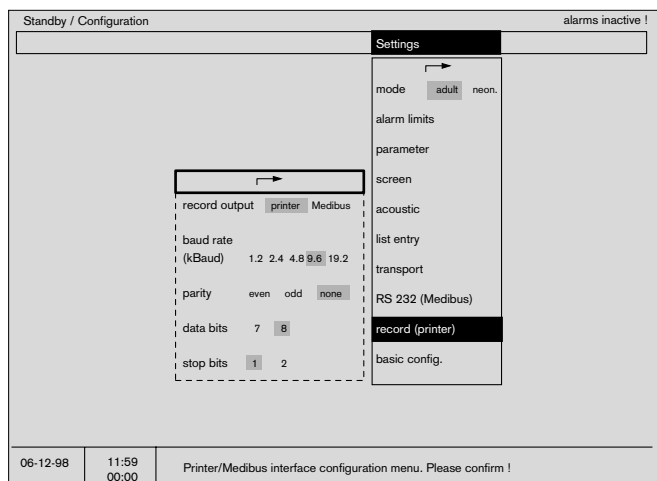 Standby / Configuration alarms inactive !
Settings
mode adult neon.
alarm limits
parameter
screen
record output printer Medibus
acoustic
baud rate
(kBaud) 1.2 2.4 4.8 9.6 19.2
list entry
transport
parity even odd none
RS 232 (Medibus)
data bits 7 8
record (printer)
stop bits 1 2
basic config.
06-12-98 11:59
00:00
Printer/Medibus interface configuration menu. Please confirm !